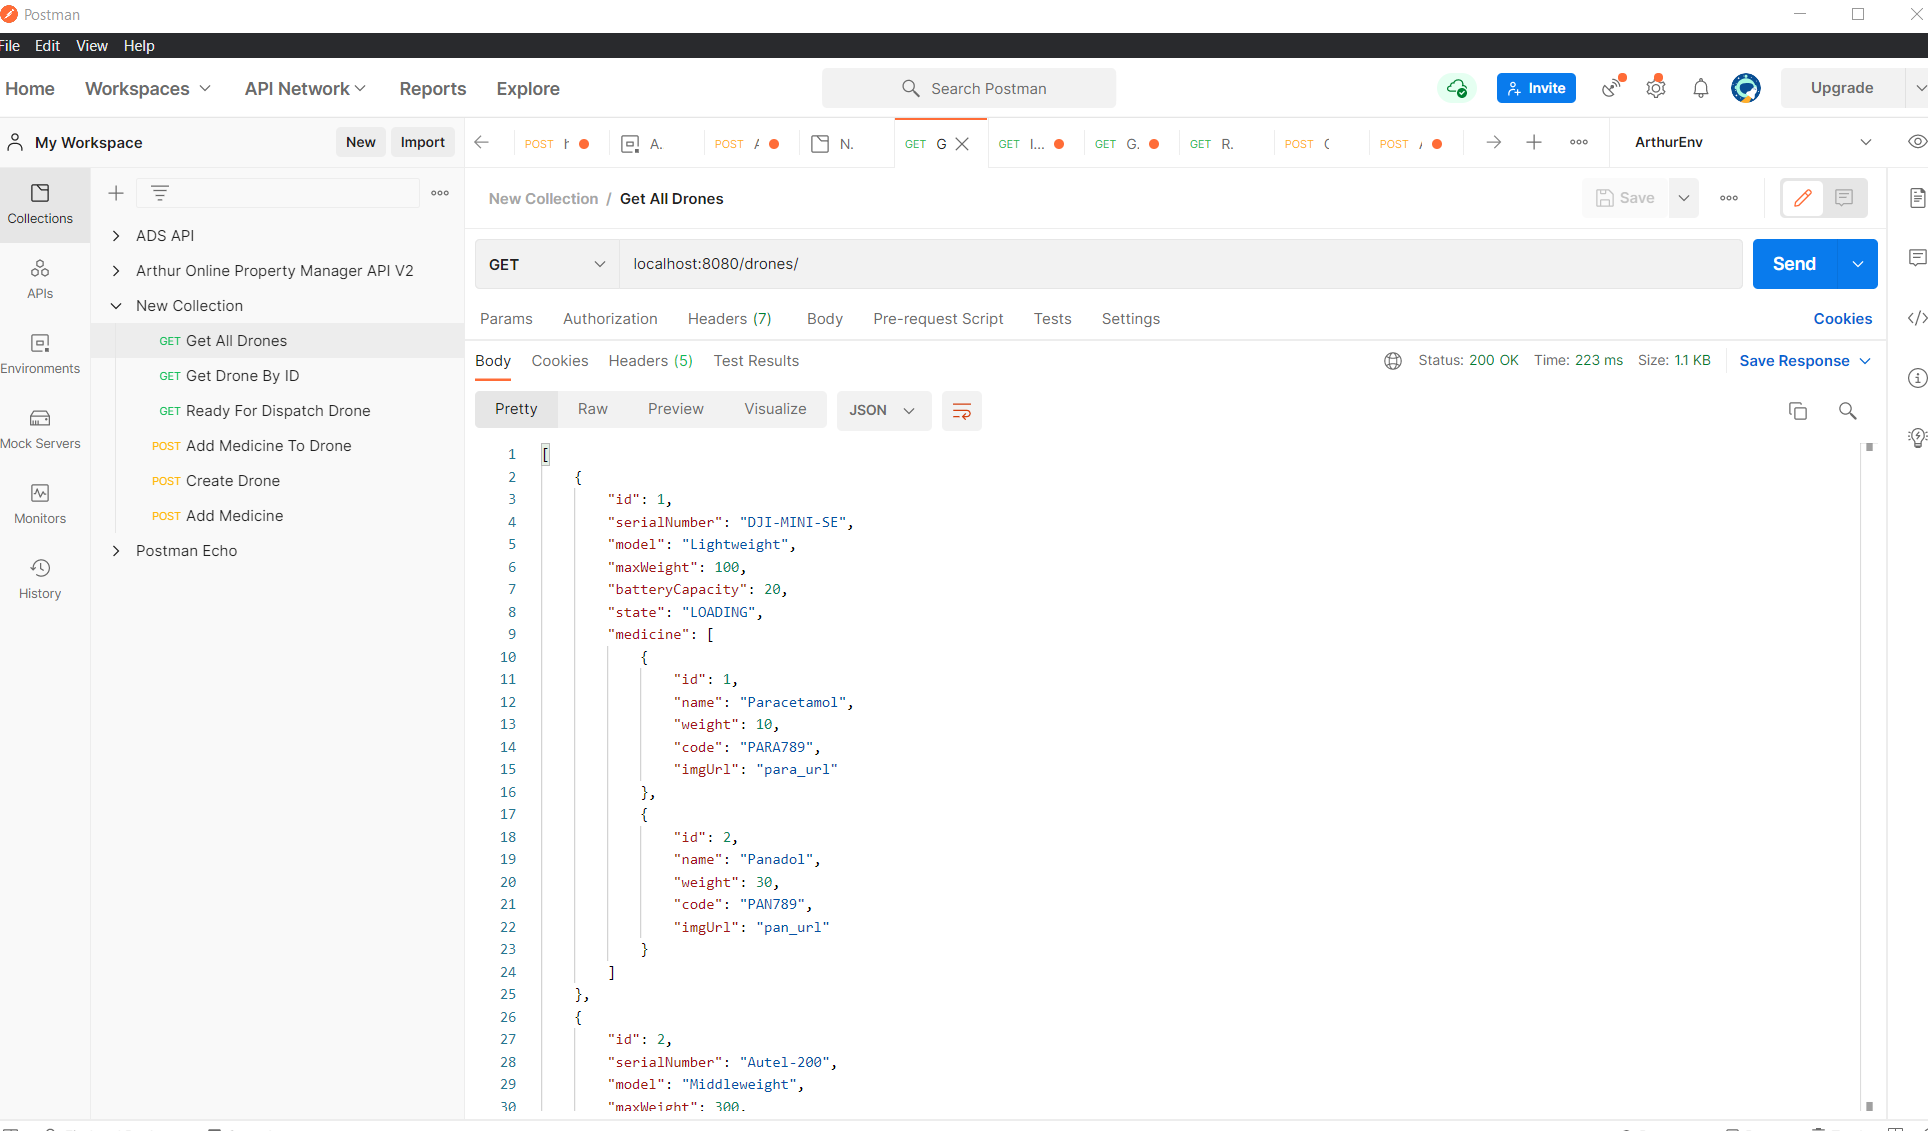 Postman
File Edit View Help
Home Workspaces API Network Reports Explore Search Postman Invite Upgrade
My Workspace New Import POST A. POST N. GET G GET I... GET G. GET R. POST POST ArthurEnv
Collections
APIs
Environments
Mock Servers
Monitors
History
ADS API
Arthur Online Property Manager API V2
New Collection
GET Get All Drones
GET Get Drone By ID
GET Ready For Dispatch Drone
POST Add Medicine To Drone
POST Create Drone
POST Add Medicine
Postman Echo
New Collection / Get All Drones Save
GET localhost:8080/drones/ Send
Params Authorization Headers (7) Body Pre-request Script Tests Settings Cookies
Body Cookies Headers (5) Test Results Status: 200 OK Time: 223 ms Size: 1.1 KB Save Response
Pretty Raw Preview Visualize JSON
1 [
2 {
3 "id": 1,
4 "serialNumber": "DJI-MINI-SE",
5 "model": "Lightweight",
6 "maxWeight": 100,
7 "batteryCapacity": 20,
8 "state": "LOADING",
9 "medicine": [
10 {
11 "id": 1,
12 "name": "Paracetamol",
13 "weight": 10,
14 "code": "PARA789",
15 "imgUrl": "para_url"
16 },
17 {
18 "id": 2,
19 "name": "Panadol",
20 "weight": 30,
21 "code": "PAN789",
22 "imgUrl": "pan_url"
23 }
24 ]
25 },
26 {
27 "id": 2,
28 "serialNumber": "Autel-200",
29 "model": "Middleweight",
30 "maxWeight": 300,